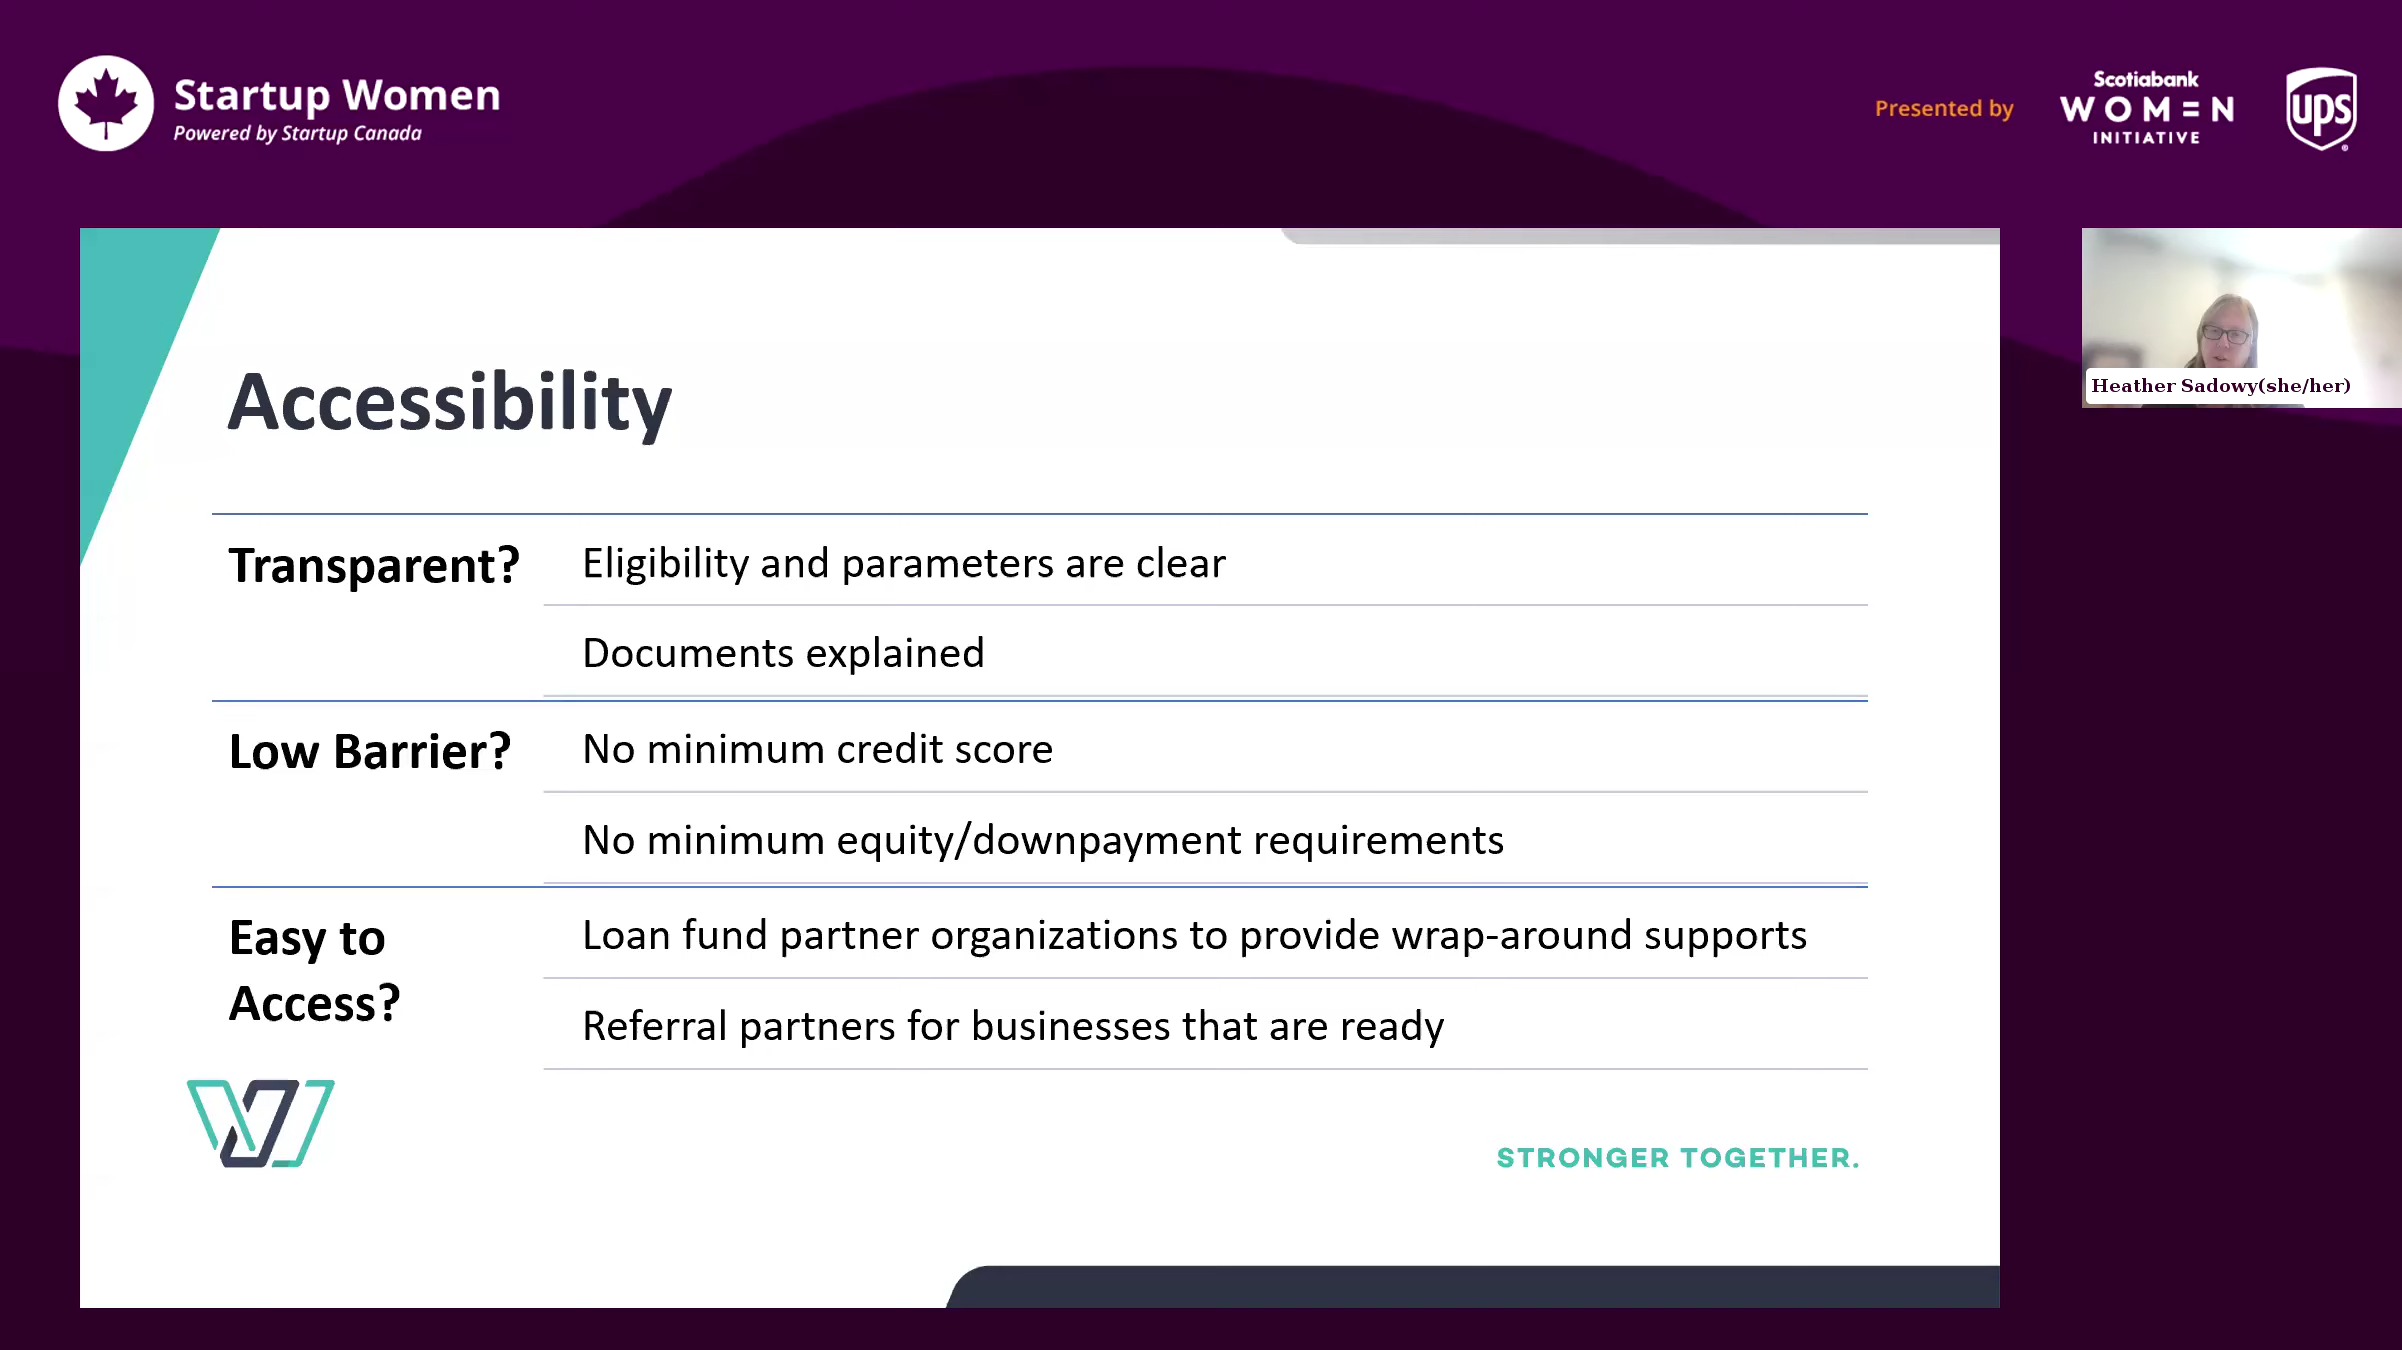 Startup Women
Powered by Startup Canada
Presented by
Scotiabank
WOMEN
INITIATIVE
ups
Heather Sadowy(she/her)
Accessibility
Transparent?
Eligibility and parameters are clear
Documents explained
Low Barrier?
No minimum credit score
No minimum equity/downpayment requirements
Easy to
Access?
Loan fund partner organizations to provide wrap-around supports
Referral partners for businesses that are ready
STRONGER TOGETHER.